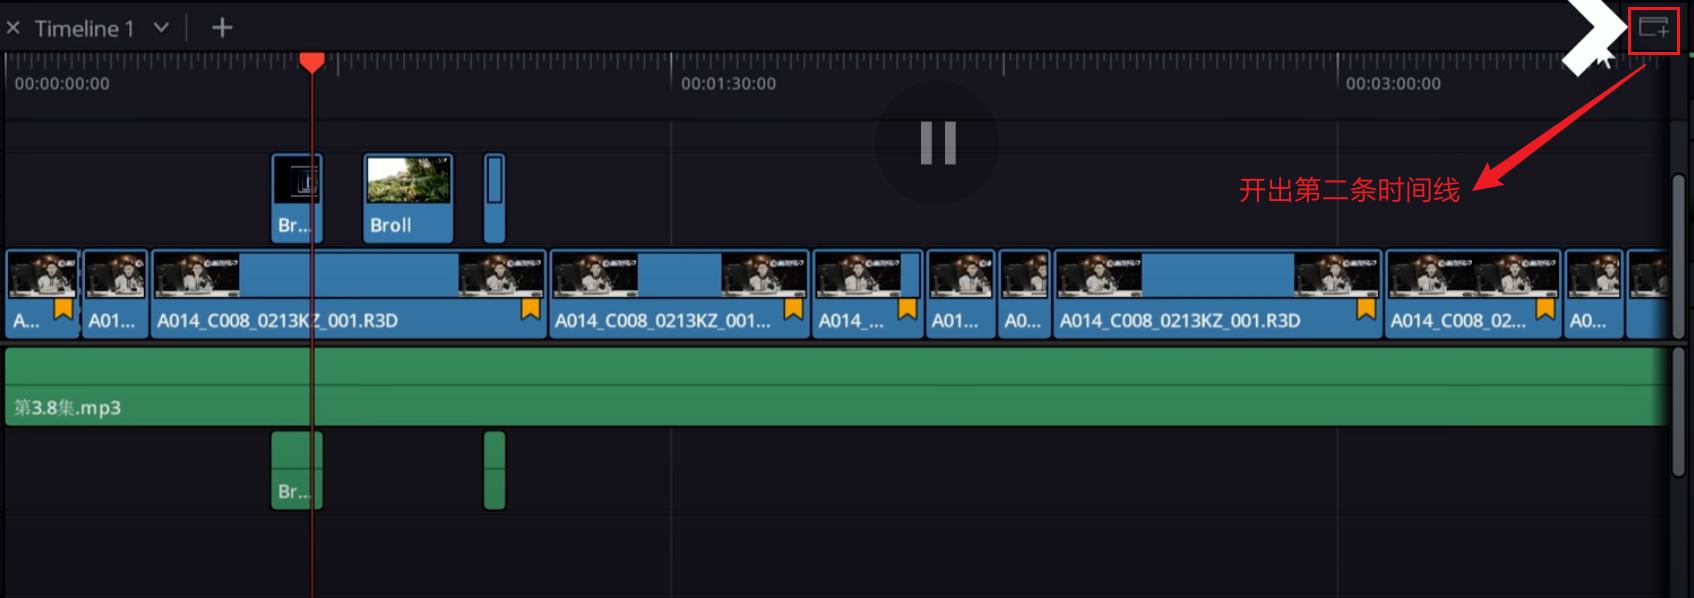 Timeline 1
00:00:00:00
00:01:30:00
00:03:00:00
开出第二条时间线
Br...
Broll
A...
A01...
A014_C008_0213KZ_001.R3D
A014_C008_0213KZ_001...
A014_...
A01...
A0...
A014_C008_0213KZ_001.R3D
A014_C008_02...
A0...
第3.8集.mp3
Br...